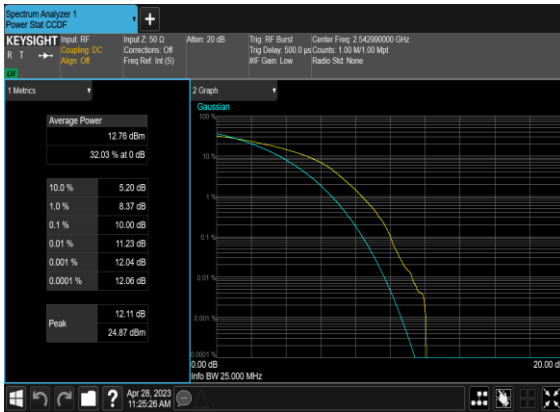 Spectrum Analyzer 1
Power Stat CCDF
KEYSIGHT
R T
LXI
Input: RF
Coupling: DC
Align: Off
Input Z: 50 Ω
Corrections: Off
Freq Ref: Int (S)
Atten: 20 dB
Trig: RF Burst
Trig Delay: 500.0 µs
#IF Gain: Low
Center Freq: 2.542990000 GHz
Counts: 1.00 M/1.00 Mpt
Radio Std: None
1 Metrics
Average Power
12.76 dBm
32.03 % at 0 dB
10.0 % 5.20 dB
1.0 % 8.37 dB
0.1 % 10.00 dB
0.01 % 11.23 dB
0.001 % 12.04 dB
0.0001 % 12.06 dB
Peak
12.11 dB
24.87 dBm
2 Graph
Gaussian
100 %
10 %
1 %
0.1 %
0.01 %
0.001 %
0.0001 %
0.00 dB
20.00 d
Info BW 25.000 MHz
?
Apr 28, 2023
11:25:26 AM